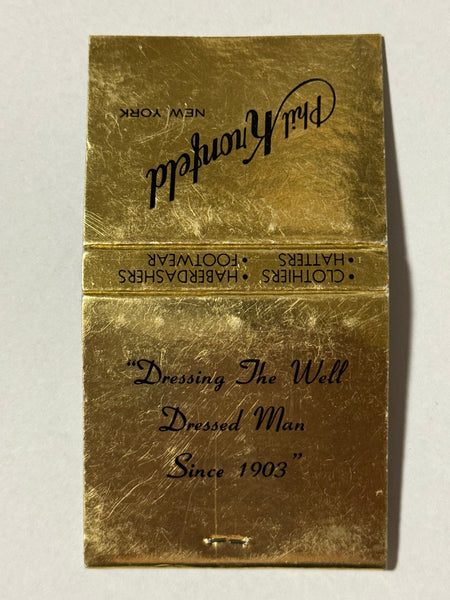 Phil Kronfeld
NEW YORK
• CLOTHIERS • HABERDASHERS
• HATTERS • FOOTWEAR
“Dressing The Well
Dressed Man
Since 1903”